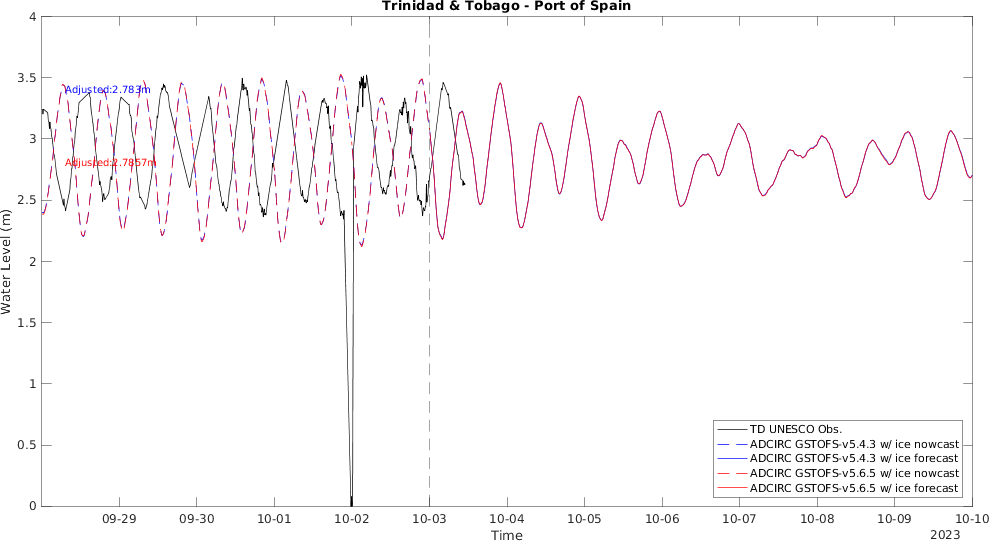 Trinidad & Tobago - Port of Spain
4
3.5
3
2.5
2
1.5
1
0.5
0
Water Level (m)
Adjusted:2.783m
Adjusted:2.7857m
TD UNESCO Obs.
ADCIRC GSTOFS-v5.4.3 w/ ice nowcast
ADCIRC GSTOFS-v5.4.3 w/ ice forecast
ADCIRC GSTOFS-v5.6.5 w/ ice nowcast
ADCIRC GSTOFS-v5.6.5 w/ ice forecast
09-29 09-30 10-01 10-02 10-03 10-04 10-05 10-06 10-07 10-08 10-09 10-10
Time
2023